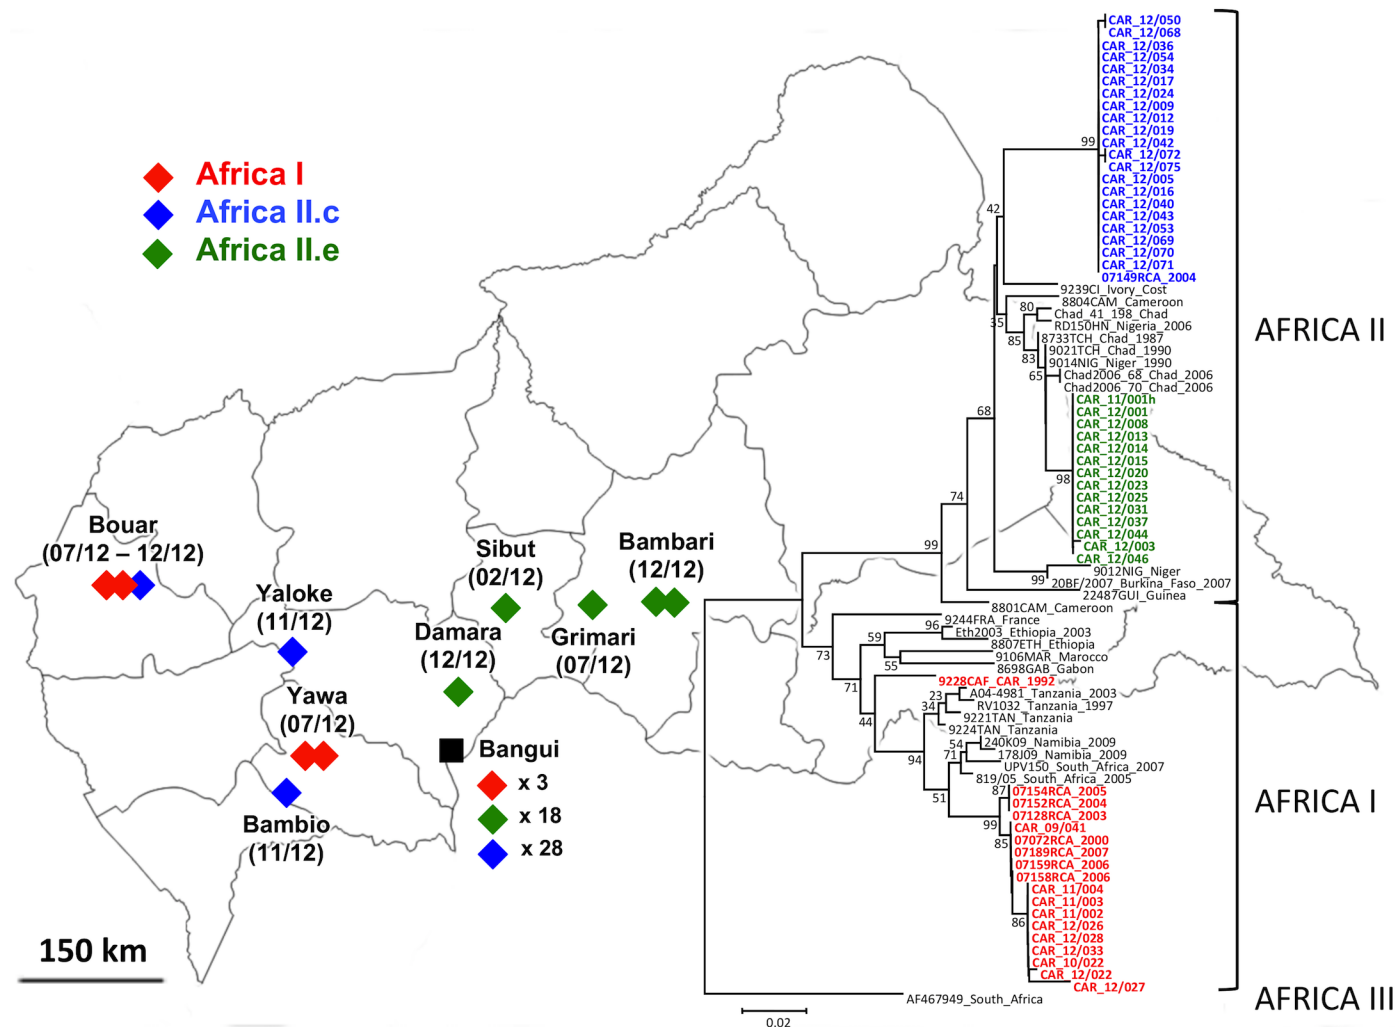 Africa I
Africa II.c
Africa II.e
Bouar
(07/12 – 12/12)
Yaloke
(11/12)
Yawa
(07/12)
Bambio
(11/12)
Sibut
(02/12)
Damara
(12/12)
Grimari
(07/12)
Bambari
(12/12)
Bangui
x 3
x 18
x 28
150 km
CAR_12/050
CAR_12/068
CAR_12/036
CAR_12/054
CAR_12/034
CAR_12/017
CAR_12/024
CAR_12/009
CAR_12/012
CAR_12/019
CAR_12/042
99
CAR_12/072
CAR_12/075
CAR_12/005
CAR_12/016
CAR_12/040
CAR_12/043
CAR_12/053
CAR_12/069
CAR_12/070
CAR_12/071
07149RCA_2004
42
9239CI_Ivory_Cost
8804CAM_Cameroon
80
Chad_41_198_Chad
35
RD150HN_Nigeria_2006
85
8733TCH_Chad_1987
9021TCH_Chad_1990
83
9014NIG_Niger_1990
65
Chad2006_68_Chad_2006
Chad2006_70_Chad_2006
CAR_11/001h
CAR_12/001
CAR_12/008
CAR_12/013
CAR_12/014
CAR_12/015
CAR_12/020
CAR_12/023
CAR_12/025
CAR_12/031
CAR_12/037
CAR_12/044
CAR_12/003
CAR_12/046
98
68
74
99
9012NIG_Niger
99
20BF/2007_Burkina_Faso_2007
22487GUI_Guinea
8801CAM_Cameroon
AFRICA II
9244FRA_France
96
Eth2003_Ethiopia_2003
59
8807ETH_Ethiopia
9106MAR_Marocco
55
8698GAB_Gabon
73
71
9228CAF_CAR_1992
23
A04-4981_Tanzania_2003
34
RV1032_Tanzania_1997
9221TAN_Tanzania
44
9224TAN_Tanzania
54
240K09_Namibia_2009
71
178J09_Namibia_2009
94
UPV150_South_Africa_2007
819/05_South_Africa_2005
51
87
07154RCA_2005
07152RCA_2004
07128RCA_2003
99
CAR_09/041
85
07072RCA_2000
07189RCA_2007
07159RCA_2006
07158RCA_2006
CAR_11/004
CAR_11/003
CAR_11/002
86
CAR_12/026
CAR_12/028
CAR_12/033
CAR_10/022
CAR_12/022
CAR_12/027
AFRICA I
AF467949_South_Africa
AFRICA III
0.02